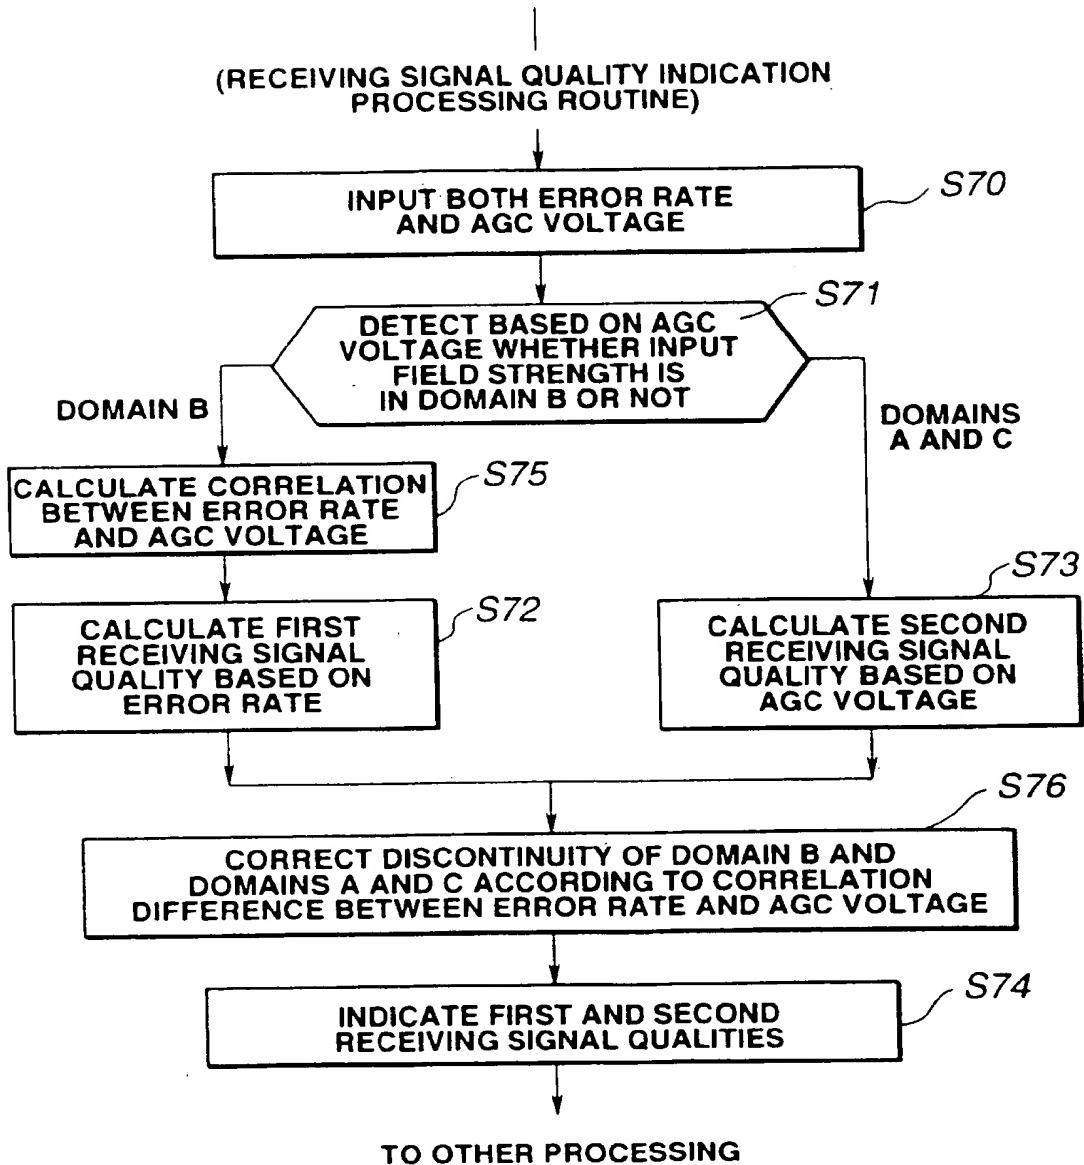 (RECEIVING SIGNAL QUALITY INDICATION
PROCESSING ROUTINE)
S70
INPUT BOTH ERROR RATE
AND AGC VOLTAGE
S71
DETECT BASED ON AGC
VOLTAGE WHETHER INPUT
FIELD STRENGTH IS
IN DOMAIN B OR NOT
DOMAIN B
DOMAINS
A AND C
S75
CALCULATE CORRELATION
BETWEEN ERROR RATE
AND AGC VOLTAGE
S72
CALCULATE FIRST
RECEIVING SIGNAL
QUALITY BASED ON
ERROR RATE
S73
CALCULATE SECOND
RECEIVING SIGNAL
QUALITY BASED ON
AGC VOLTAGE
S76
CORRECT DISCONTINUITY OF DOMAIN B AND
DOMAINS A AND C ACCORDING TO CORRELATION
DIFFERENCE BETWEEN ERROR RATE AND AGC VOLTAGE
S74
INDICATE FIRST AND SECOND
RECEIVING SIGNAL QUALITIES
TO OTHER PROCESSING